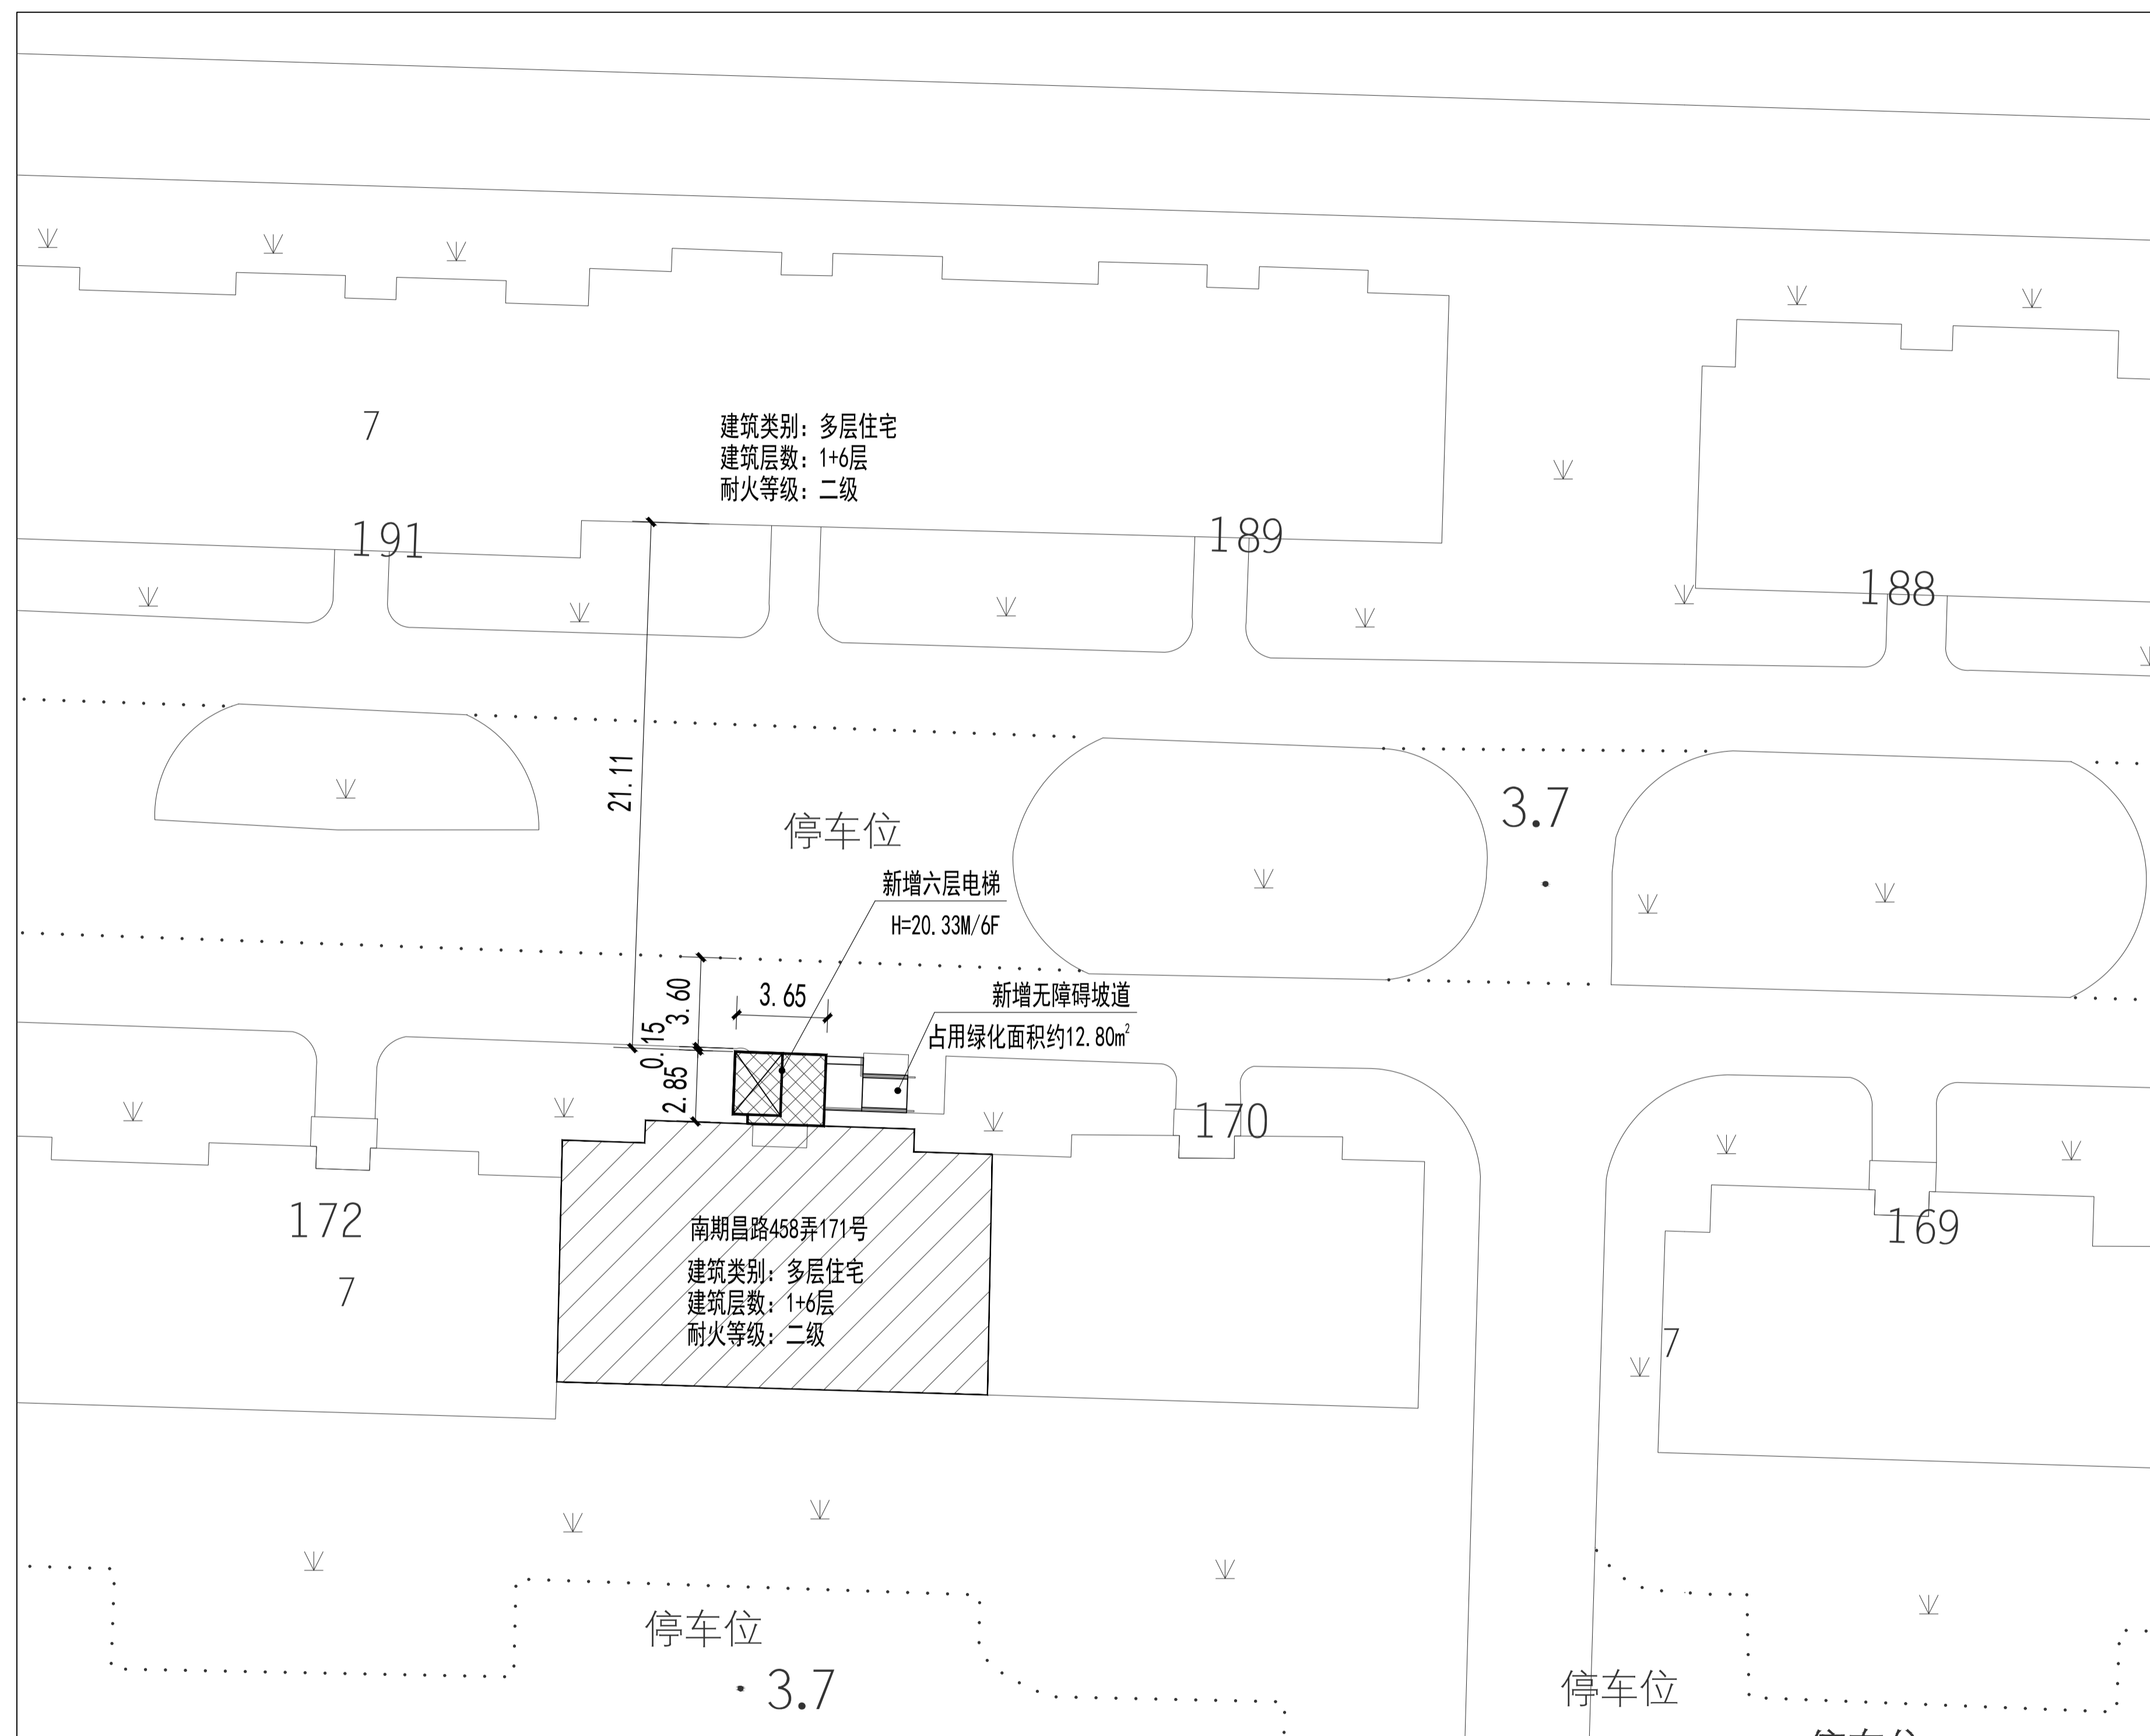 7
建筑类别：多层住宅
建筑层数：1+6层
耐火等级：二级
191
189
188
21.11
停车位
3.7
新增六层电梯
H=20.33M/6F
3.60
3.65
0.15
2.85
新增无障碍坡道
占用绿化面积约12.80㎡
170
172
7
169
7
南期昌路458弄171号
建筑类别：多层住宅
建筑层数：1+6层
耐火等级：二级
停车位
3.7
停车位